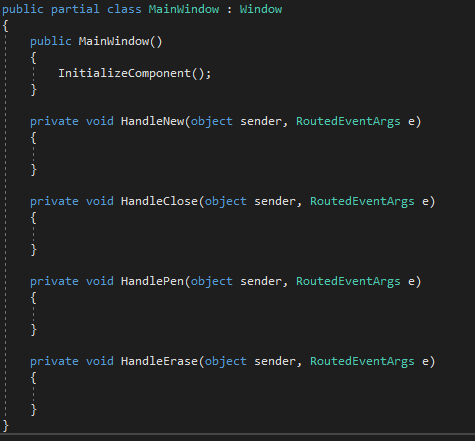 public partial class MainWindow : Window
{
public MainWindow()
{
InitializeComponent();
}
private void HandleNew(object sender, RoutedEventArgs e)
{
}
private void HandleClose(object sender, RoutedEventArgs e)
{
}
private void HandlePen(object sender, RoutedEventArgs e)
{
}
private void HandleErase(object sender, RoutedEventArgs e)
{
}
}